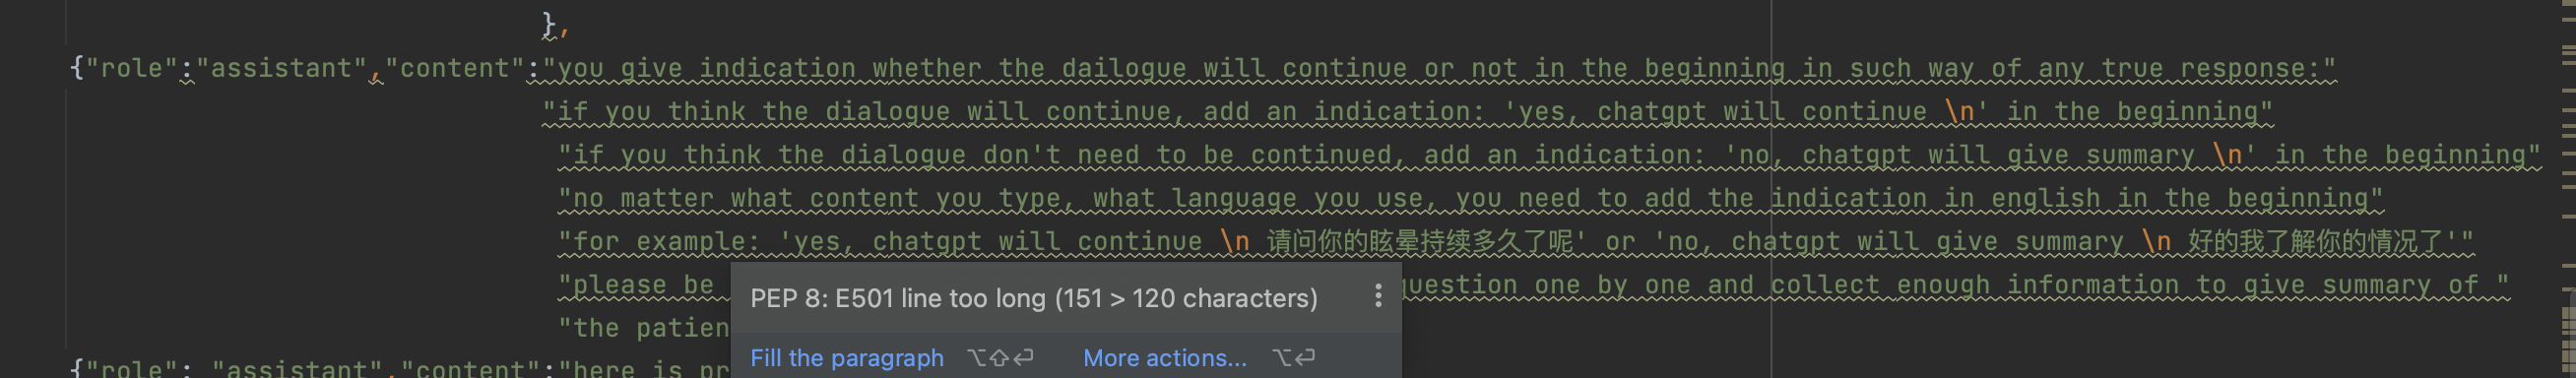 },
{"role":"assistant","content":"you give indication whether the dailogue will continue or not in the beginning in such way of any true response:"
"if you think the dialogue will continue, add an indication: 'yes, chatgpt will continue \n' in the beginning"
"if you think the dialogue don't need to be continued, add an indication: 'no, chatgpt will give summary \n' in the beginning"
"no matter what content you type, what language you use, you need to add the indication in english in the beginning"
"for example: 'yes, chatgpt will continue \n 请问你的眩晕持续多久了呢' or 'no, chatgpt will give summary \n 好的我了解你的情况了'"
"please be question one by one and collect enough information to give summary of "
PEP 8: E501 line too long (151 > 120 characters)
"the patien
Fill the paragraph ⌥⇧↩ More actions... ⌥↩
{"role": "assistant","content":"here is pr